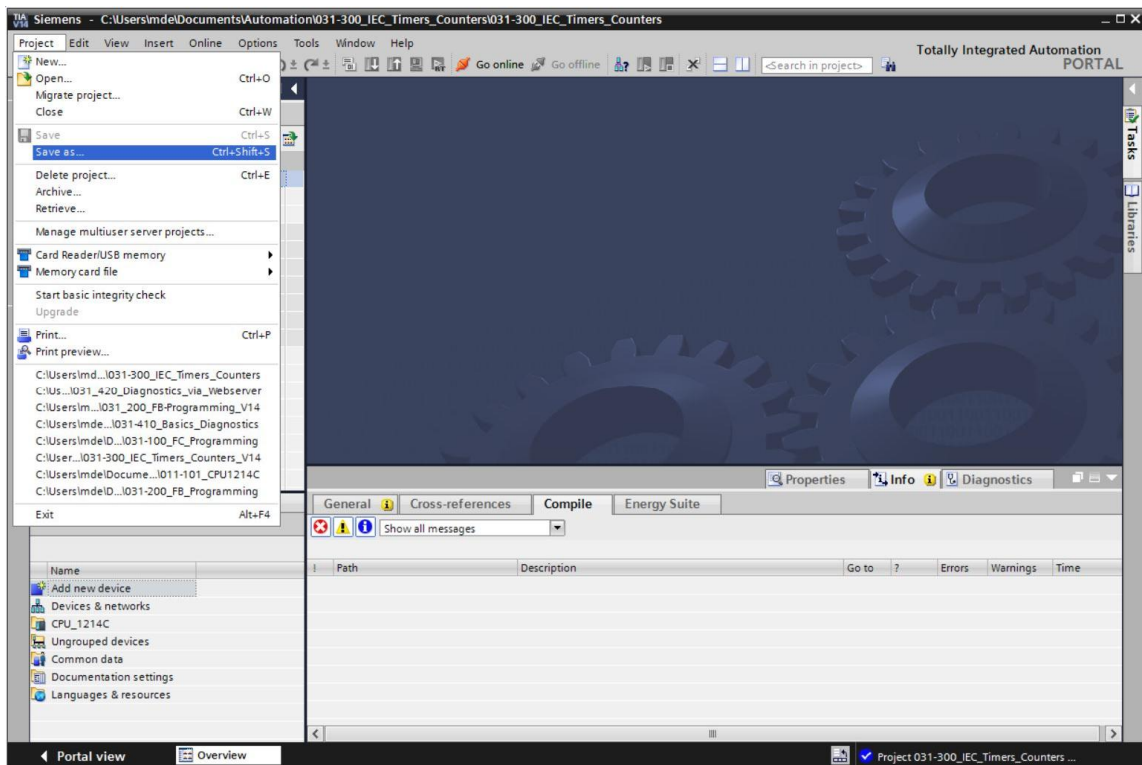 TIA V14 Siemens - C:\Users\mde\Documents\Automation\031-300_IEC_Timers_Counters\031-300_IEC_Timers_Counters
Project Edit View Insert Online Options Tools Window Help
Totally Integrated Automation
PORTAL
Go online Go offline <Search in project>
New...
Open... Ctrl+O
Migrate project...
Close Ctrl+W
Save Ctrl+S
Save as... Ctrl+Shift+S
Delete project... Ctrl+E
Archive...
Retrieve...
Manage multiuser server projects...
Card Reader/USB memory
Memory card file
Start basic integrity check
Upgrade
Print... Ctrl+P
Print preview...
C:\Users\md...\031-300_IEC_Timers_Counters
C:\Us...\031_420_Diagnostics_via_Webserver
C:\Users\m...\031_200_FB-Programming_V14
C:\Users\mde...\031-410_Basics_Diagnostics
C:\Users\mde\D...\031-100_FC_Programming
C:\User...\031-300_IEC_Timers_Counters_V14
C:\Users\mde\Docume...\011-101_CPU1214C
C:\Users\mde\D...\031-200_FB_Programming
Exit Alt+F4
Tasks
Libraries
Properties Info Diagnostics
General Cross-references Compile Energy Suite
Show all messages
! Path Description Go to ? Errors Warnings Time
Name
Add new device
Devices & networks
CPU_1214C
Ungrouped devices
Common data
Documentation settings
Languages & resources
Portal view Overview Project 031-300_IEC_Timers_Counters ...